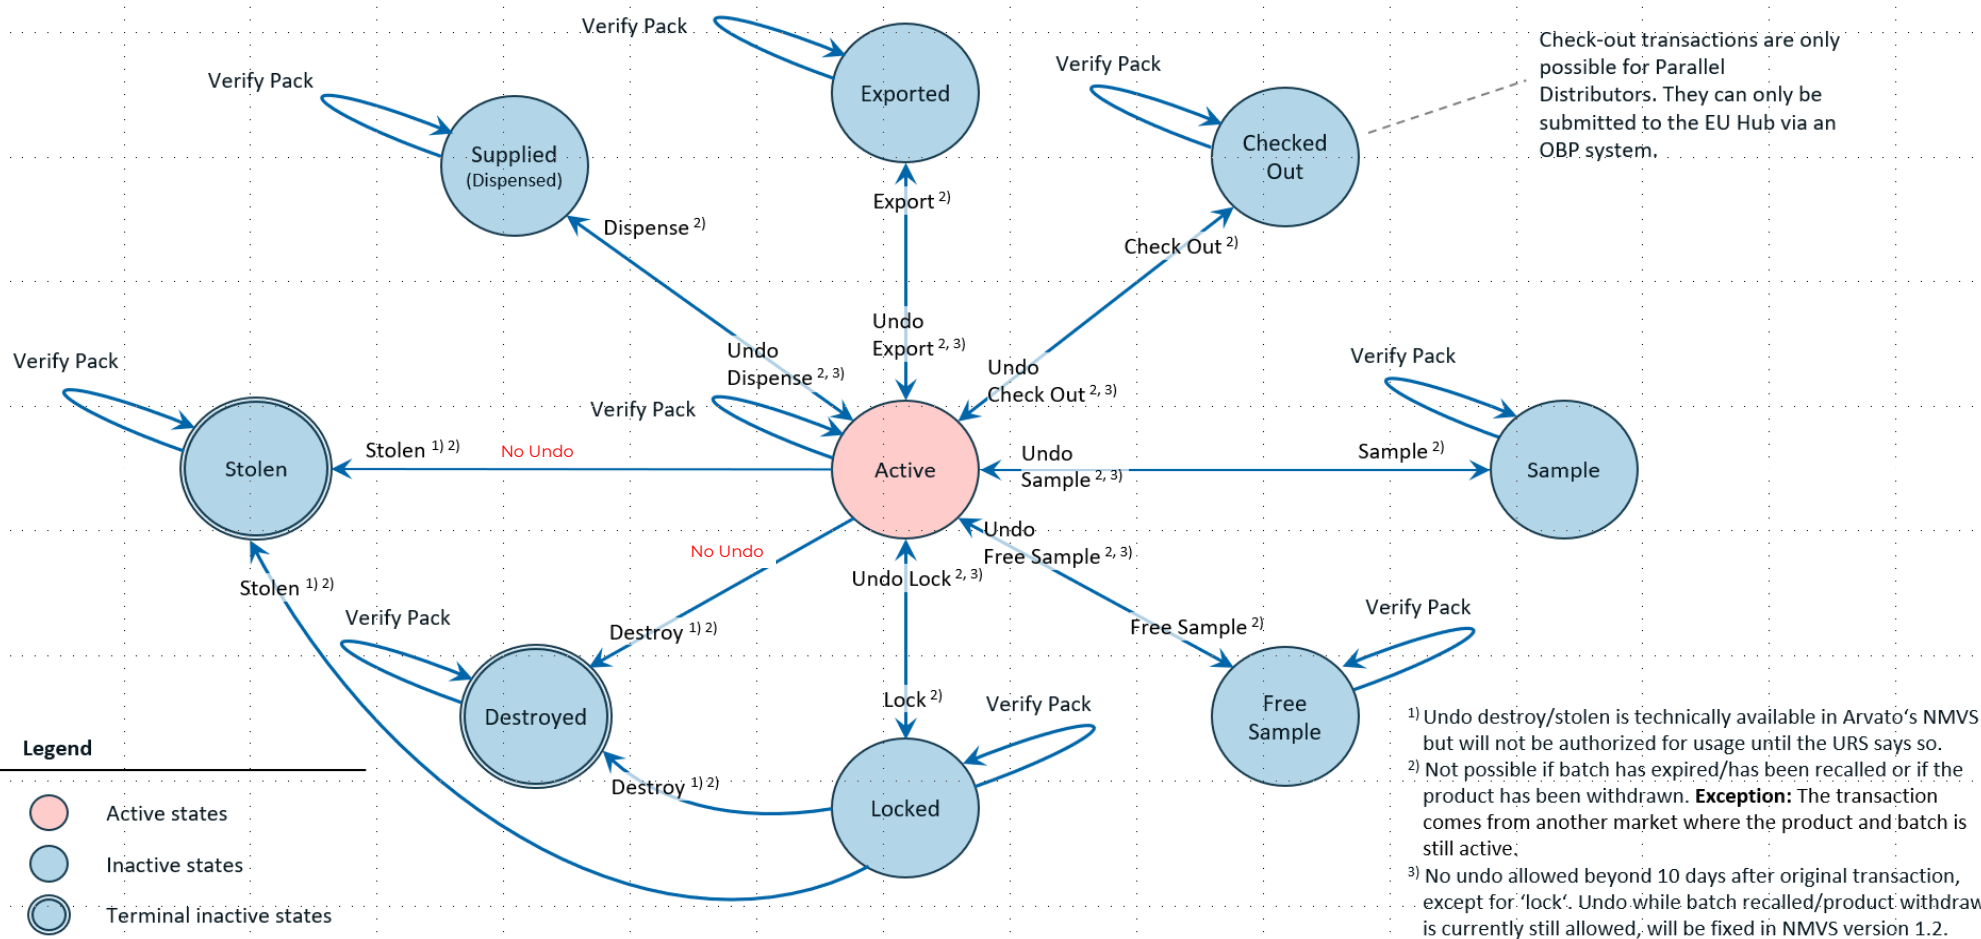 Verify Pack
Exported
Verify Pack
Supplied
(Dispensed)
Verify Pack
Checked
Out
Check-out transactions are only
possible for Parallel
Distributors. They can only be
submitted to the EU Hub via an
OBP system.
Export 2)
Dispense 2)
Check Out 2)
Undo
Export 2, 3)
Undo
Dispense 2, 3)
Undo
Check Out 2, 3)
Verify Pack
Stolen
Stolen 1) 2)
No Undo
Verify Pack
Active
Undo
Sample 2, 3)
Sample 2)
Verify Pack
Sample
No Undo
Undo
Free Sample 2, 3)
Undo Lock 2, 3)
Stolen 1) 2)
Verify Pack
Destroy 1) 2)
Free Sample 2)
Verify Pack
Destroyed
Lock 2)
Verify Pack
Free
Sample
Destroy 1) 2)
Locked
Legend
Active states
Inactive states
Terminal inactive states
1) Undo destroy/stolen is technically available in Arvato‘s NMVS
but will not be authorized for usage until the URS says so.
2) Not possible if batch has expired/has been recalled or if the
product has been withdrawn. Exception: The transaction
comes from another market where the product and batch is
still active.
3) No undo allowed beyond 10 days after original transaction,
except for ‘lock‘. Undo while batch recalled/product withdraw
is currently still allowed, will be fixed in NMVS version 1.2.